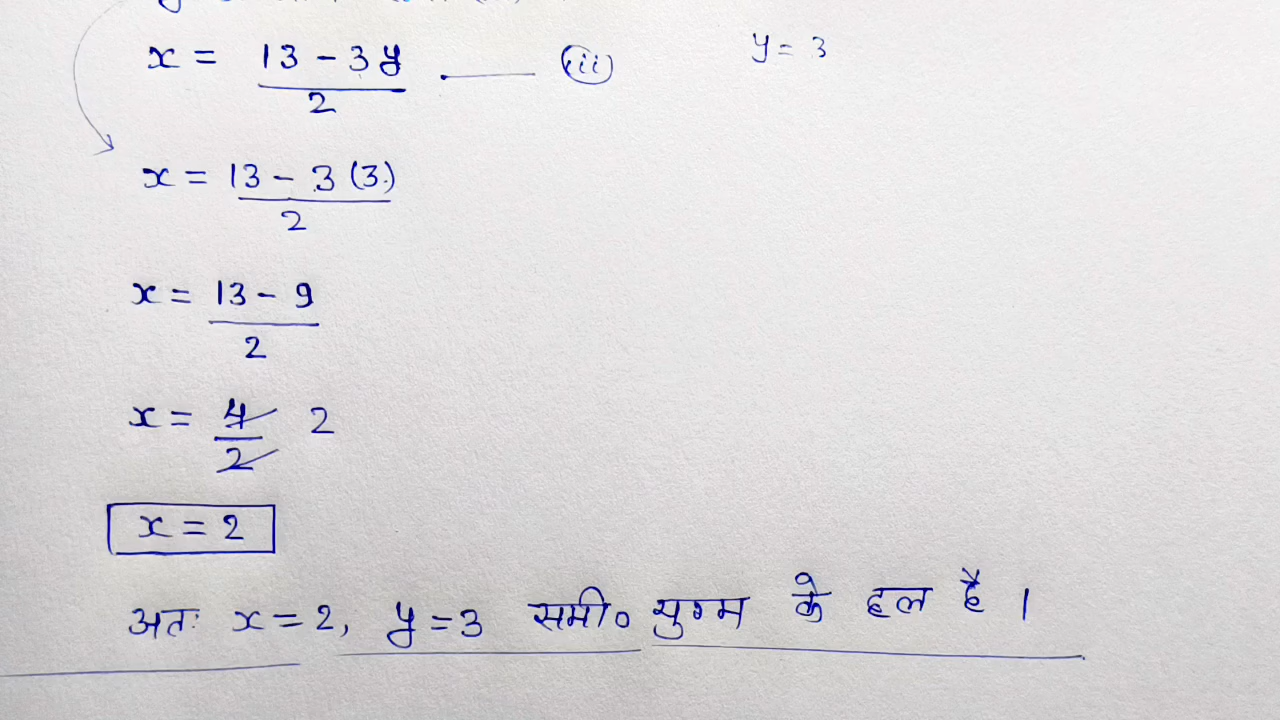 x = 13 - 3y / 2 —— (iii) y = 3
x = 13 - 3(3) / 2
x = 13 - 9 / 2
x = 4/2 2
x = 2
अतः x = 2, y = 3 समी० युग्म के हल है ।